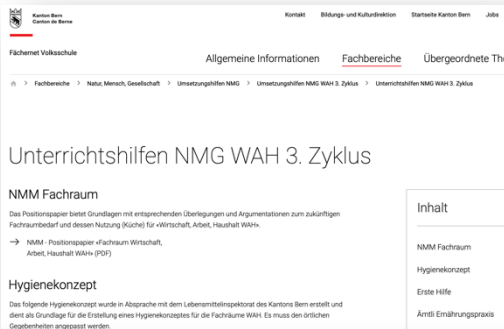 Kanton Bern
Canton de Berne
Kontakt Bildungs- und Kulturdirektion Startseite Kanton Bern Jobs
Fächernet Volksschule
Allgemeine Informationen Fachbereiche Übergeordnete The
> Fachbereiche > Natur, Mensch, Gesellschaft > Umsetzungshilfen NMG > Umsetzungshilfen NMG WAH 3. Zyklus > Unterrichtshilfen NMG WAH 3. Zyklus
Unterrichtshilfen NMG WAH 3. Zyklus
NMM Fachraum
Das Positionspapier bietet Grundlagen mit entsprechenden Überlegungen und Argumentationen zum zukünftigen
Fachraumbedarf und dessen Nutzung (Küche) für «Wirtschaft, Arbeit, Haushalt WAH».
→ NMM - Positionspapier «Fachraum Wirtschaft,
Arbeit, Haushalt WAH» (PDF)
Hygienekonzept
Das folgende Hygienekonzept wurde in Absprache mit dem Lebensmittelinspektorat des Kantons Bern erstellt und
dient als Grundlage für die Erstellung eines Hygienekonzeptes für die Fachräume WAH. Es muss den örtlichen
Gegebenheiten angepasst werden.
Inhalt
NMM Fachraum
Hygienekonzept
Erste Hilfe
Ämtli Ernährungspraxis